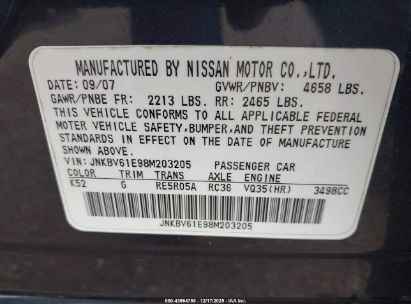 MANUFACTURED BY NISSAN MOTOR CO.,LTD.
DATE: 09/07 GVWR/PNBV: 4658 LBS.
GAWR/PNBE FR: 2213 LBS. RR: 2465 LBS.
THIS VEHICLE CONFORMS TO ALL APPLICABLE FEDERAL
MOTOR VEHICLE SAFETY, BUMPER, AND THEFT PREVENTION
STANDARDS IN EFFECT ON THE DATE OF MANUFACTURE
SHOWN ABOVE.
VIN: JNKBV61E98M203205 PASSENGER CAR
COLOR TRIM TRANS AXLE ENGINE
K52 G RE5R05A RC36 VQ35(HR) 3498CC
JNKBV61E98M203205